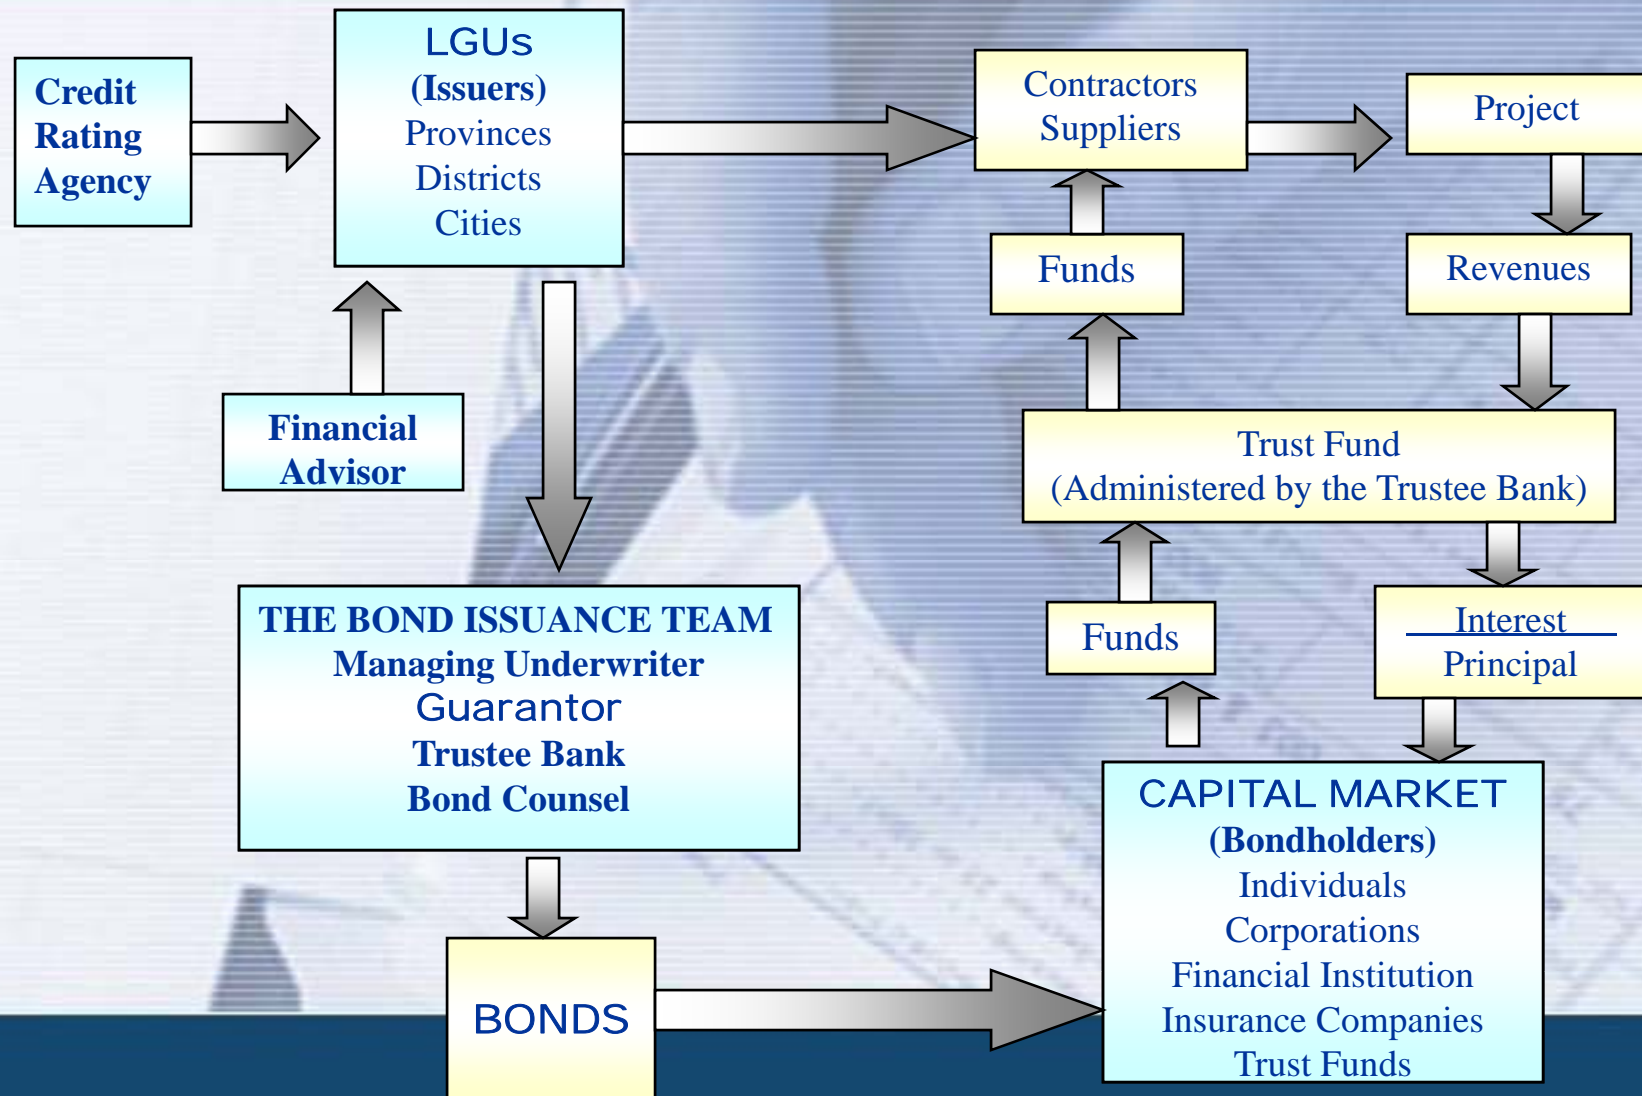 Credit
Rating
Agency
LGUs
(Issuers)
Provinces
Districts
Cities
Contractors
Suppliers
Project
Funds
Revenues
Financial
Advisor
Trust Fund
(Administered by the Trustee Bank)
THE BOND ISSUANCE TEAM
Managing Underwriter
Guarantor
Trustee Bank
Bond Counsel
Funds
Interest
Principal
BONDS
CAPITAL MARKET
(Bondholders)
Individuals
Corporations
Financial Institution
Insurance Companies
Trust Funds